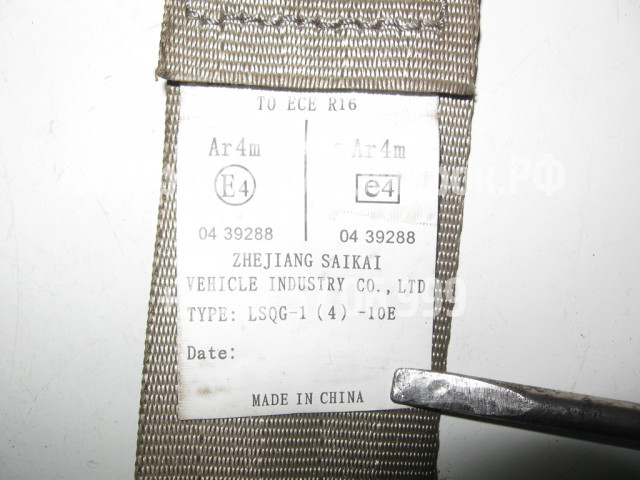 TO ECE R16
Ar4m Ar4m
E4 e4
04 39288 04 39288
ZHEJIANG SAIKAI
VEHICLE INDUSTRY CO.,LTD
TYPE: LSQG-1 (4) -10E
Date:
MADE IN CHINA